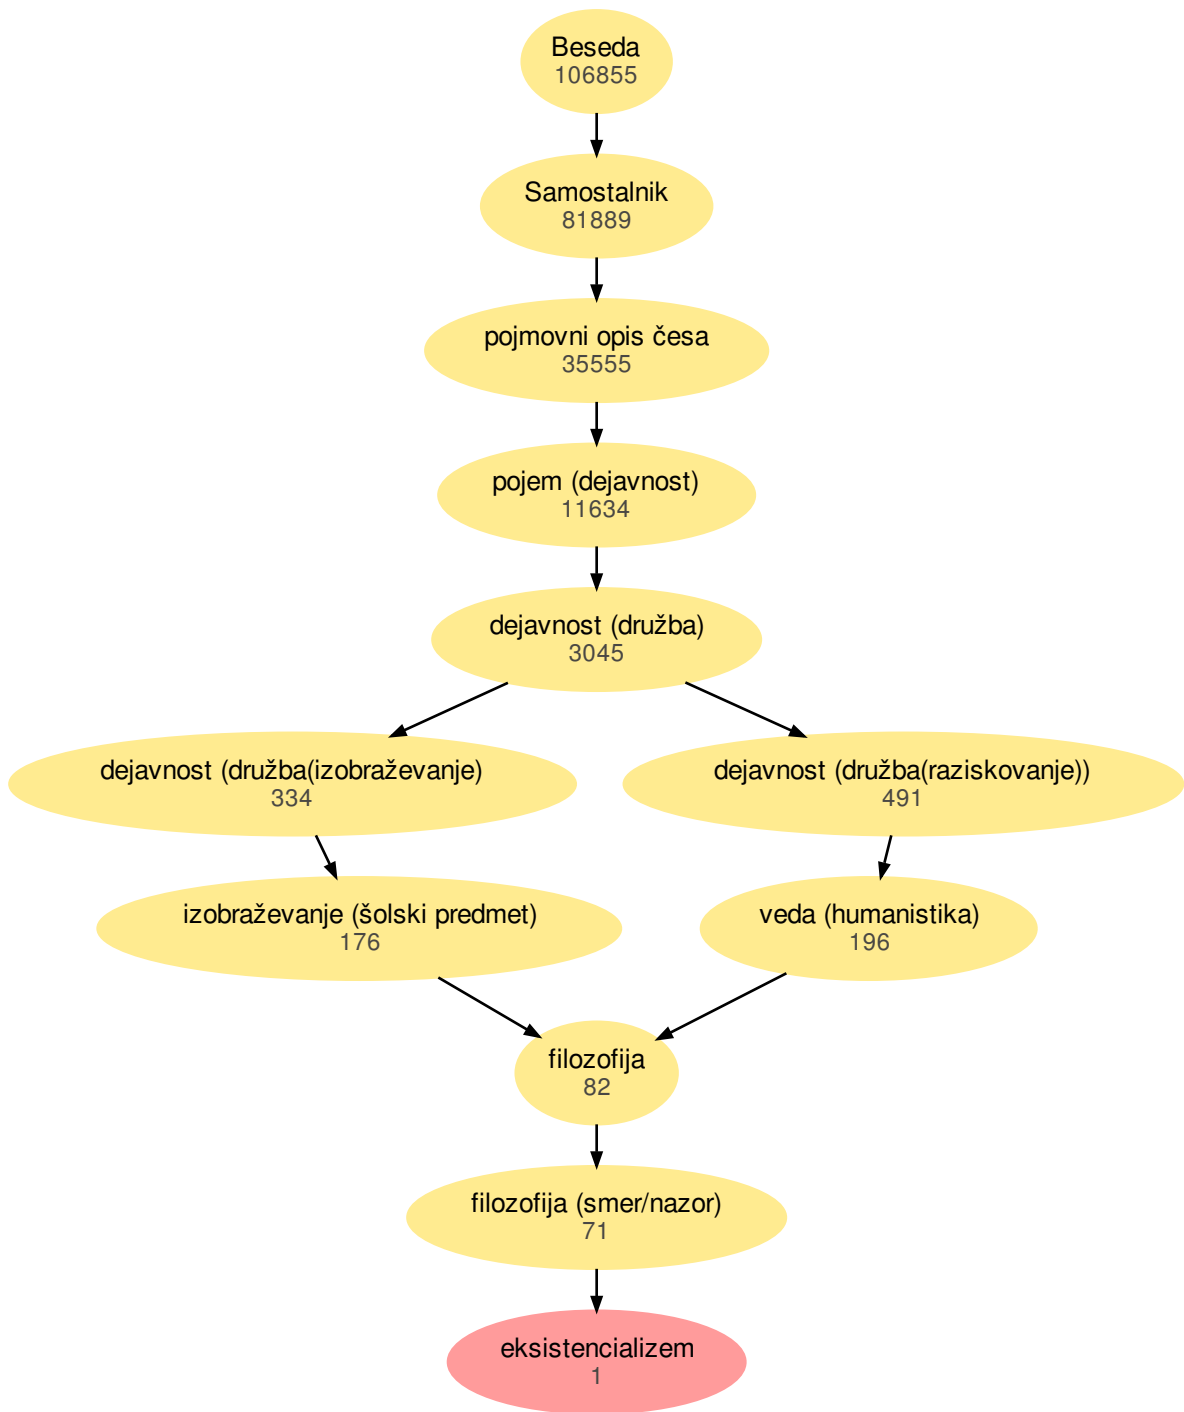 Beseda
106855
Samostalnik
81889
pojmovni opis česa
35555
pojem (dejavnost)
11634
dejavnost (družba)
3045
dejavnost (družba(izobraževanje)
334
dejavnost (družba(raziskovanje))
491
izobraževanje (šolski predmet)
176
veda (humanistika)
196
filozofija
82
filozofija (smer/nazor)
71
eksistencializem
1